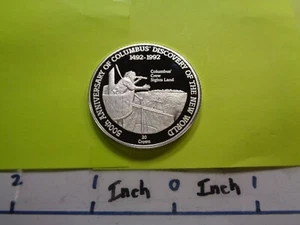 500th ANNIVERSARY OF COLUMBUS' DISCOVERY OF THE NEW WORLD
1492-1992
Columbus'
Crew
Sights Land
20
Crowns
2 1 Inch 0 Inch 1